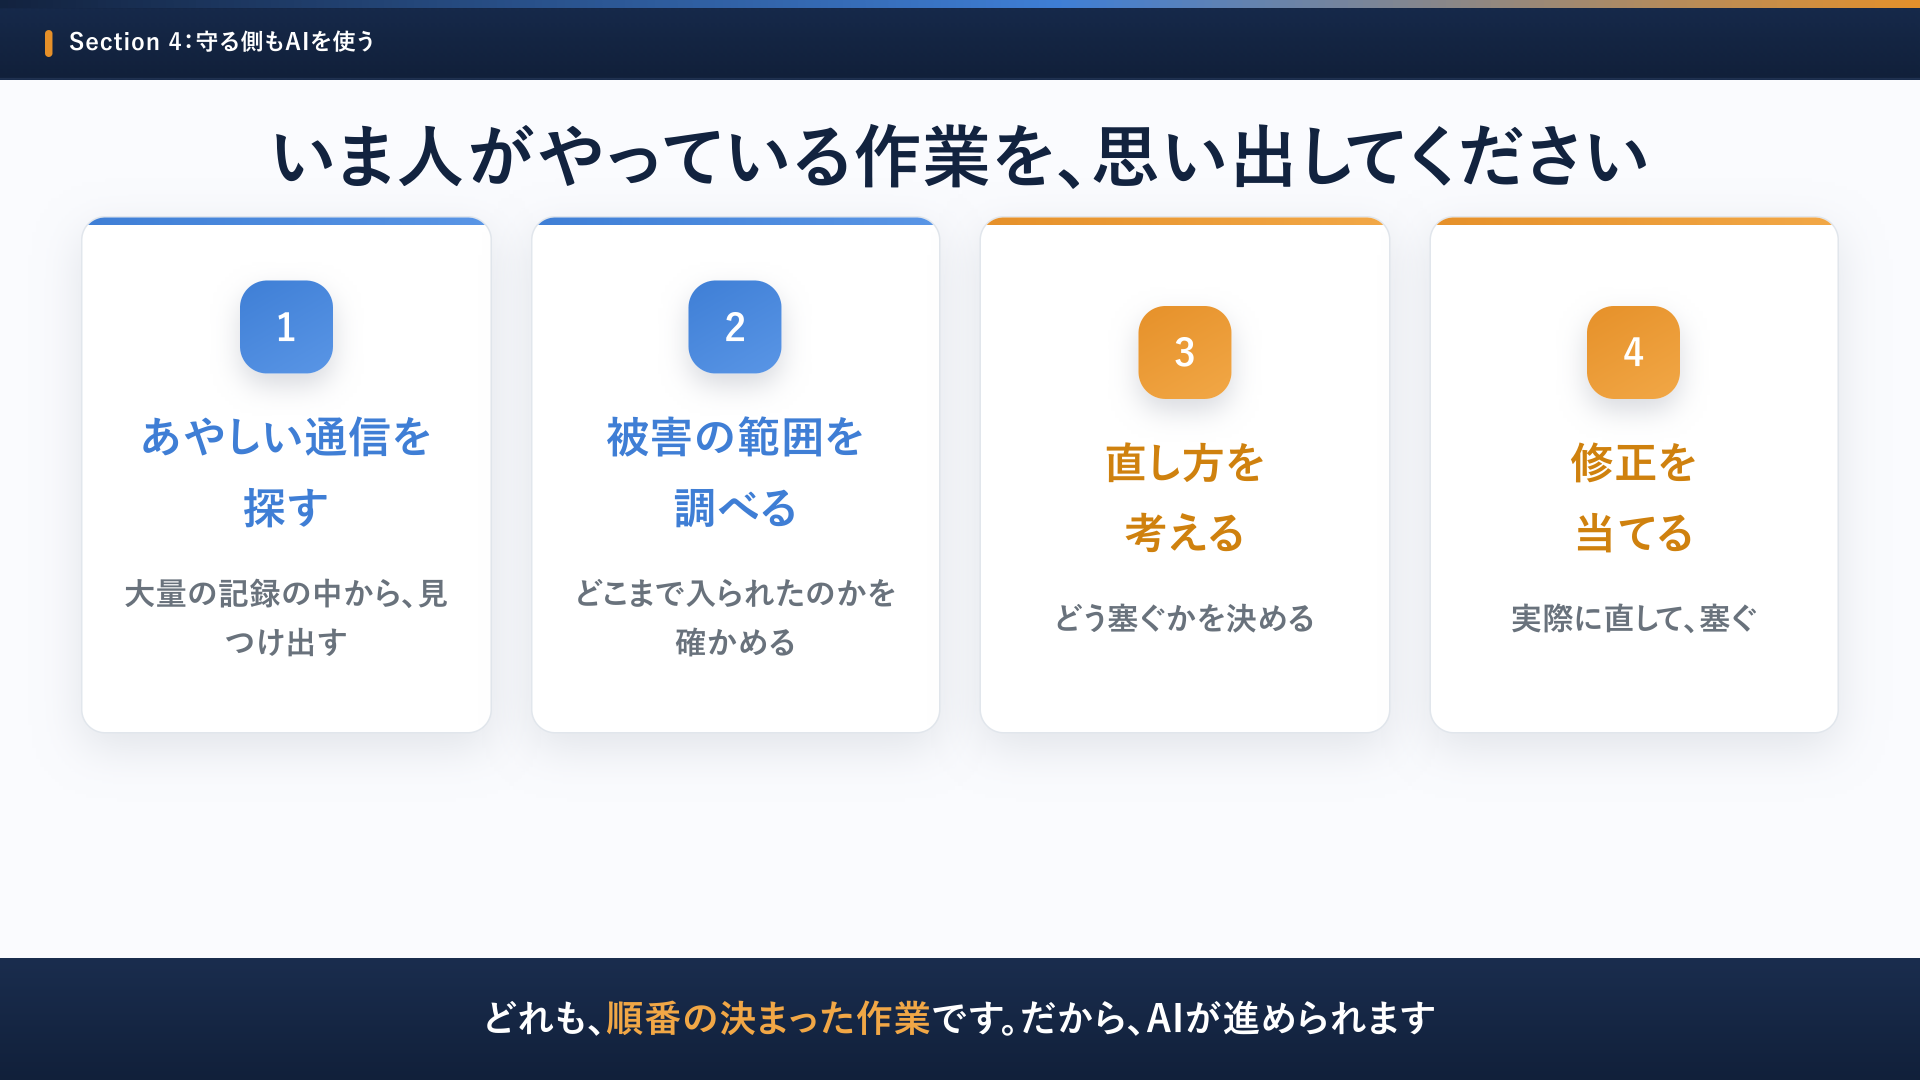 Section 4：守る側もAIを使う
いま人がやっている作業を、思い出してください
1
あやしい通信を
探す
大量の記録の中から、見
つけ出す
2
被害の範囲を
調べる
どこまで入られたのかを
確かめる
3
直し方を
考える
どう塞ぐかを決める
4
修正を
当てる
実際に直して、塞ぐ
どれも、順番の決まった作業です。だから、AIが進められます